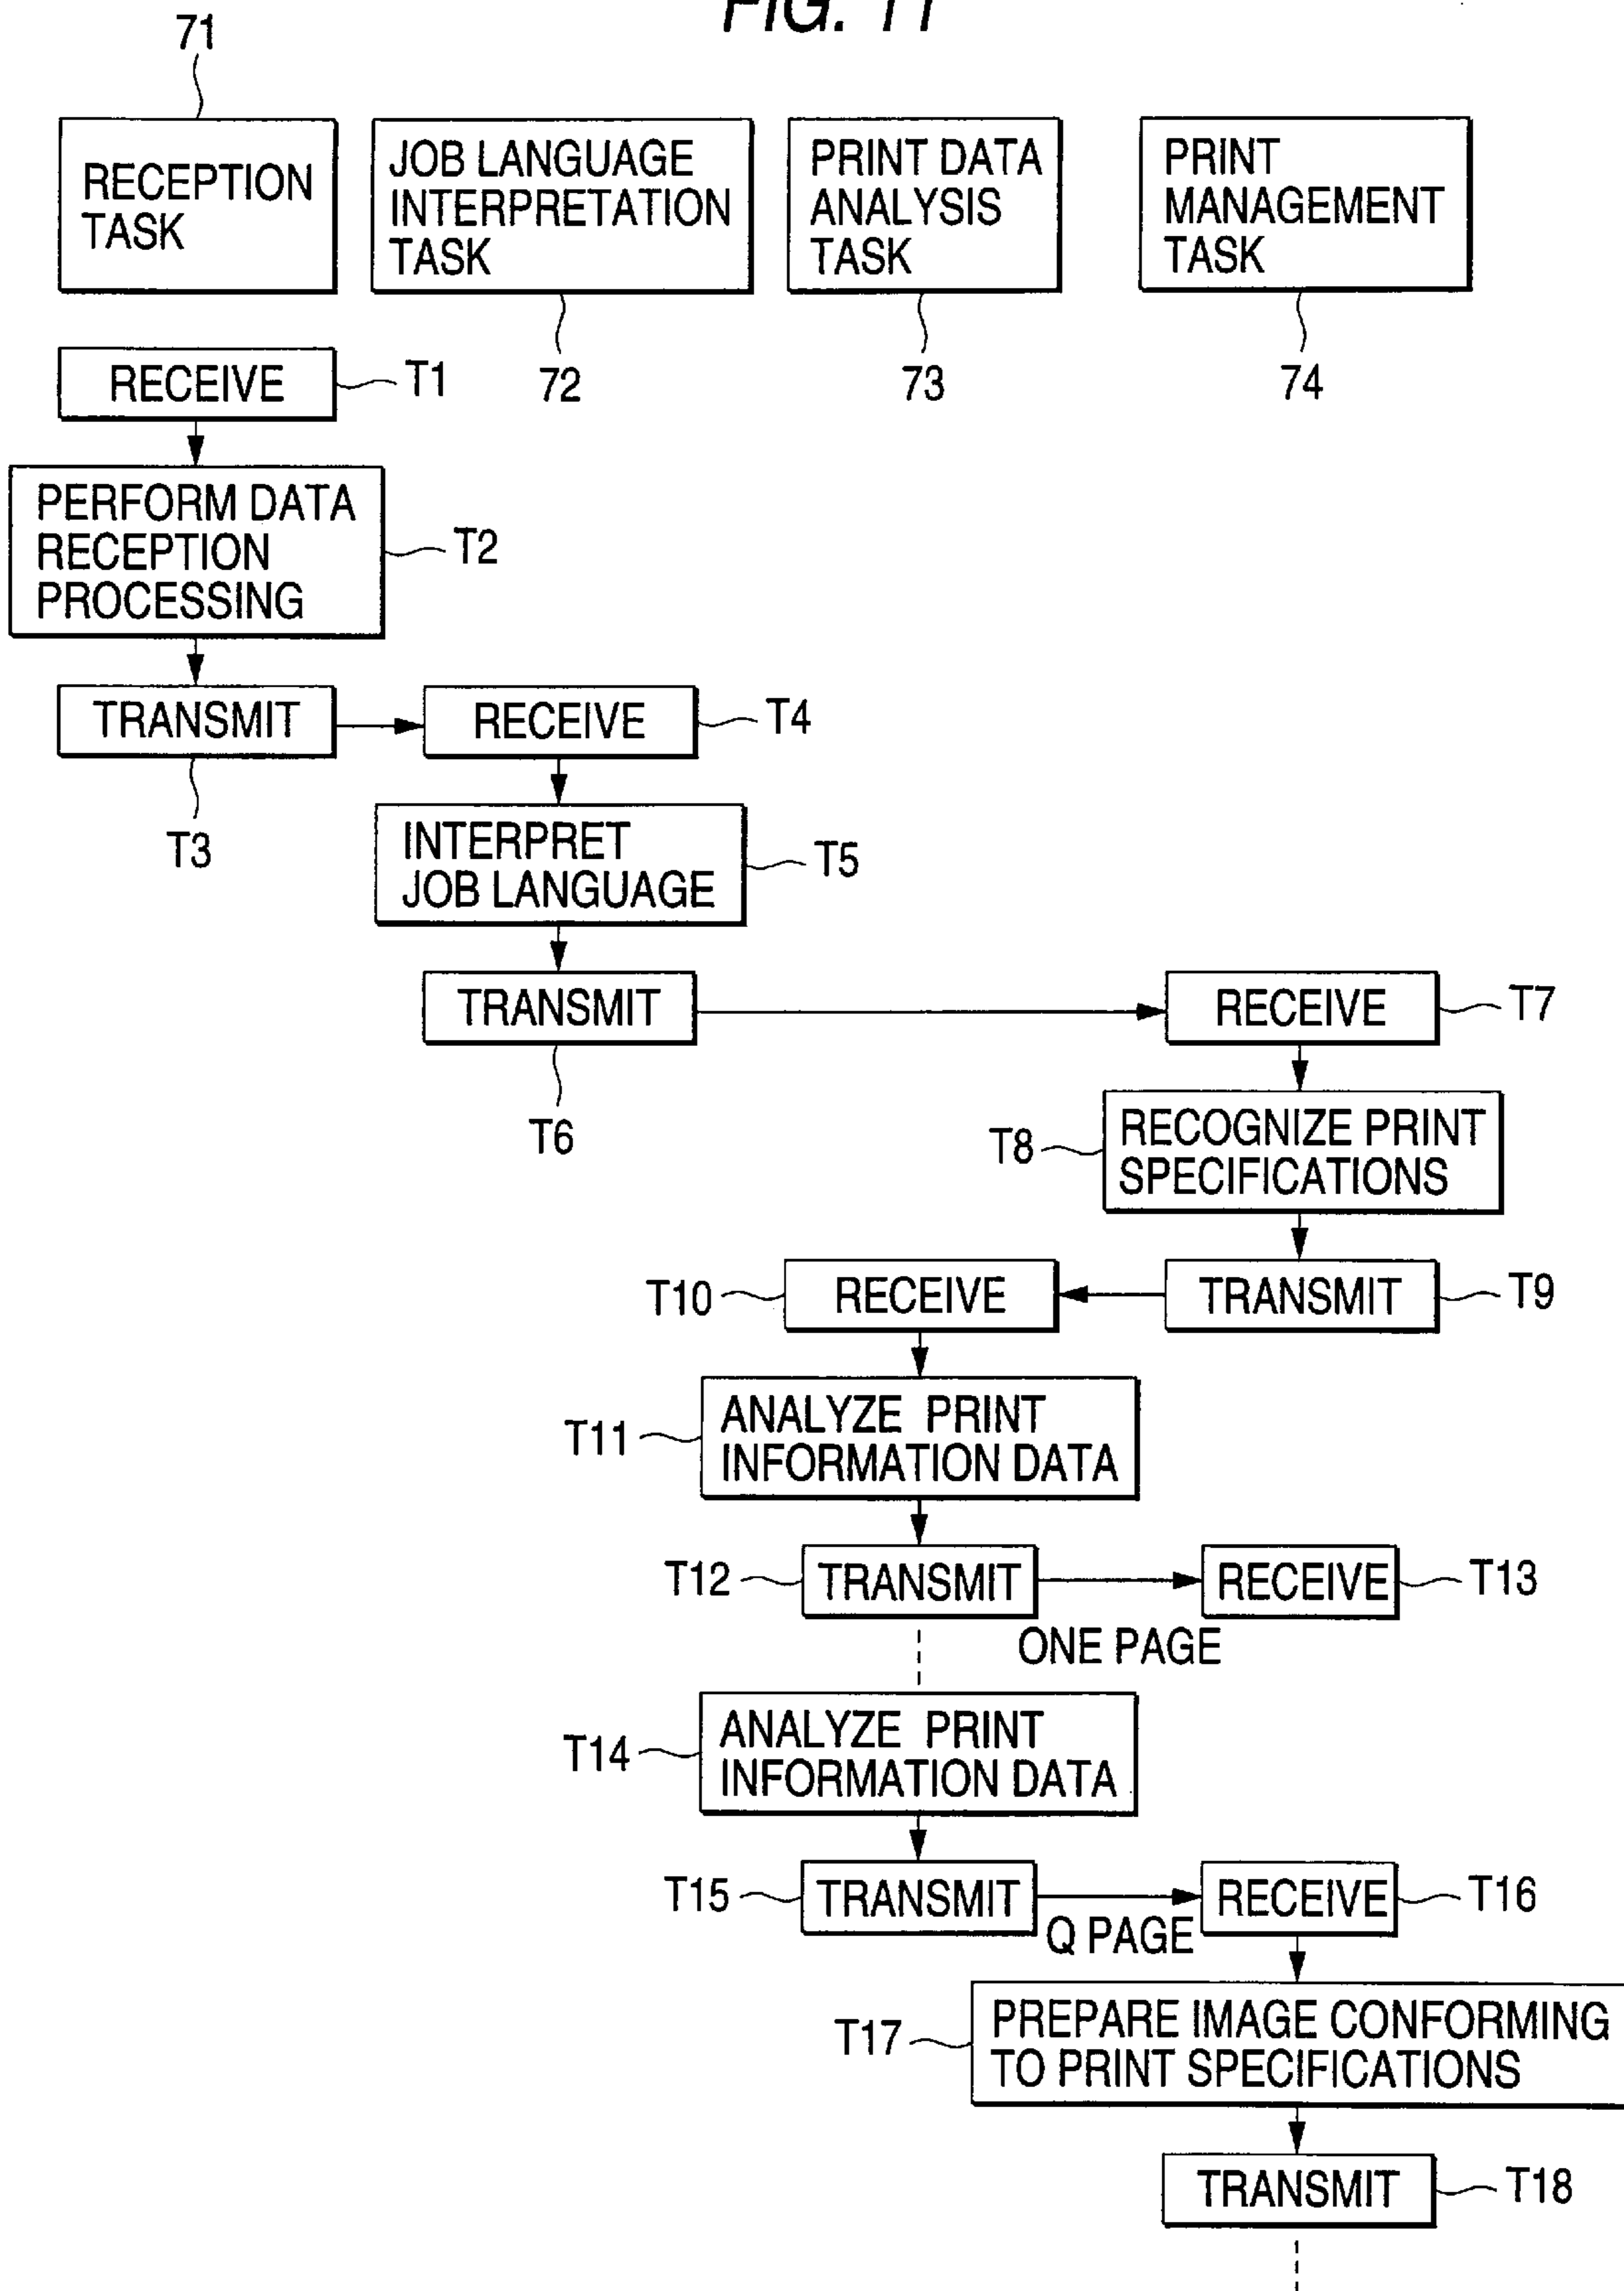 FIG. 11
71
RECEPTION
TASK
JOB LANGUAGE
INTERPRETATION
TASK
PRINT DATA
ANALYSIS
TASK
PRINT
MANAGEMENT
TASK
72
73
74
RECEIVE
T1
PERFORM DATA
RECEPTION
PROCESSING
T2
TRANSMIT
T3
RECEIVE
T4
INTERPRET
JOB LANGUAGE
T5
TRANSMIT
T6
RECEIVE
T7
T8
RECOGNIZE PRINT
SPECIFICATIONS
TRANSMIT
T9
T10
RECEIVE
T11
ANALYZE PRINT
INFORMATION DATA
T12
TRANSMIT
RECEIVE
T13
ONE PAGE
T14
ANALYZE PRINT
INFORMATION DATA
T15
TRANSMIT
Q PAGE
RECEIVE
T16
T17
PREPARE IMAGE CONFORMING
TO PRINT SPECIFICATIONS
TRANSMIT
T18